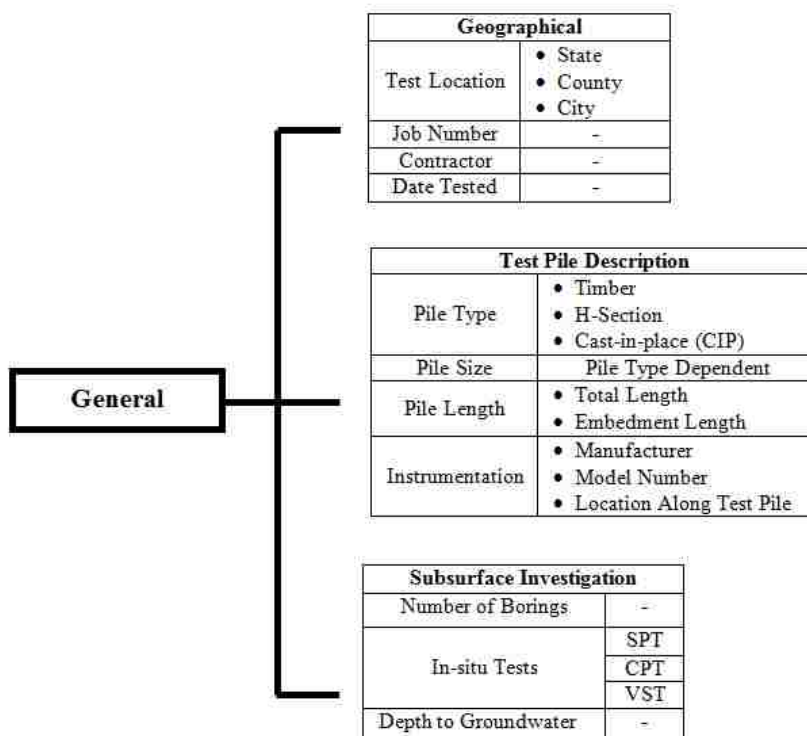 Geographical
Test Location
• State
• County
• City
Job Number -
Contractor -
Date Tested -
Test Pile Description
Pile Type
• Timber
• H-Section
• Cast-in-place (CIP)
Pile Size Pile Type Dependent
Pile Length
• Total Length
• Embedment Length
Instrumentation
• Manufacturer
• Model Number
• Location Along Test Pile
General
Subsurface Investigation
Number of Borings -
In-situ Tests
SPT
CPT
VST
Depth to Groundwater -